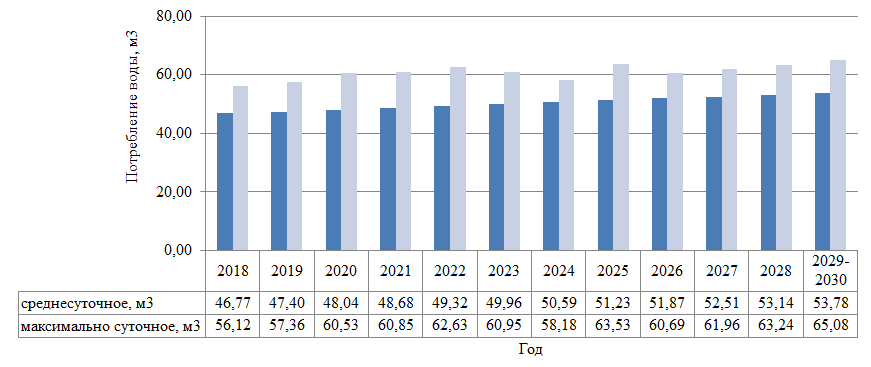 Потребление воды, м3
80,00
60,00
40,00
20,00
0,00
2018 2019 2020 2021 2022 2023 2024 2025 2026 2027 2028 2029-
2030
среднесуточное, м3 46,77 47,40 48,04 48,68 49,32 49,96 50,59 51,23 51,87 52,51 53,14 53,78
максимально суточное, м3 56,12 57,36 60,53 60,85 62,63 60,95 58,18 63,53 60,69 61,96 63,24 65,08
Год